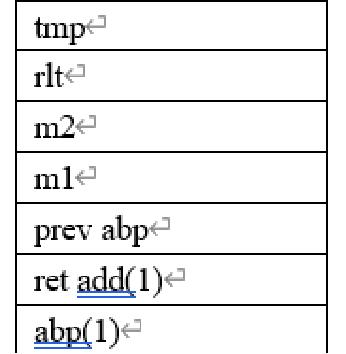 tmp
rlt
m2
m1
prev abp
ret add(1)
abp(1)